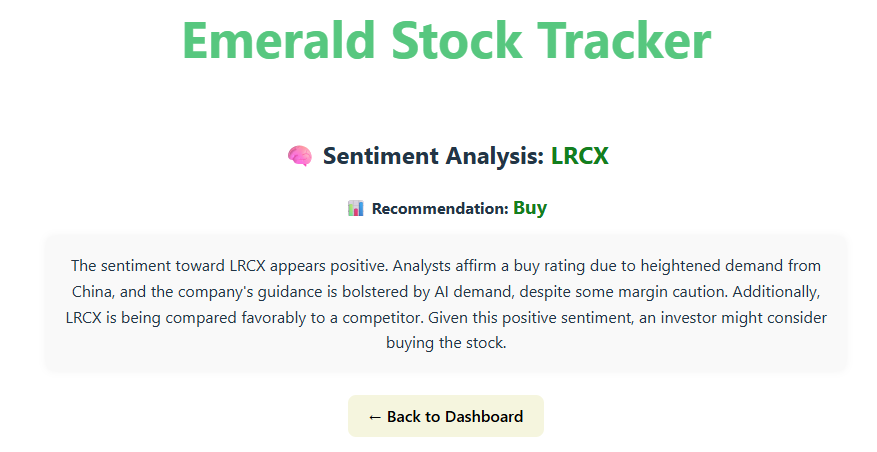 Emerald Stock Tracker
Sentiment Analysis: LRCX
Recommendation: Buy
The sentiment toward LRCX appears positive. Analysts affirm a buy rating due to heightened demand from
China, and the company's guidance is bolstered by AI demand, despite some margin caution. Additionally,
LRCX is being compared favorably to a competitor. Given this positive sentiment, an investor might consider
buying the stock.
← Back to Dashboard